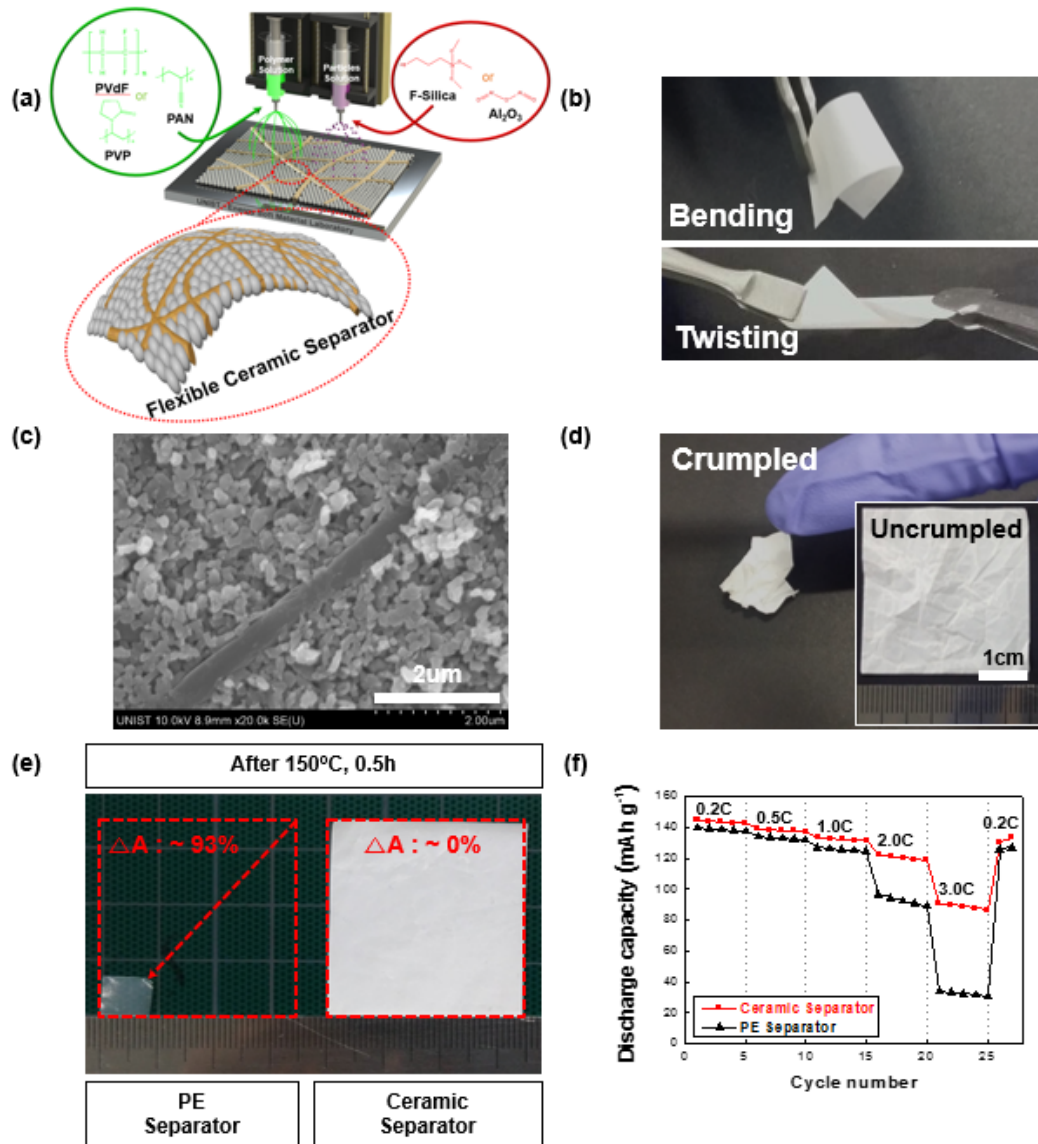 (a)
PVdF
or
PAN
PVP
Polymer
Solution
Particles
Solution
F-Silica
or
Al₂O₃
Flexible Ceramic Separator
(b)
Bending
Twisting
(c)
2um
UNIST 10.0kV 8.9mm x20.0k SE(U)
2.00um
(d)
Crumpled
Uncrumpled
1cm
(e)
After 150ºC, 0.5h
△A : ~ 93%
△A : ~ 0%
PE
Separator
Ceramic
Separator
(f)
Discharge capacity (mAh g⁻¹)
160
140
120
100
80
60
40
20
0
0.2C
0.5C
1.0C
2.0C
3.0C
0.2C
Ceramic Separator
PE Separator
0
5
10
15
20
25
Cycle number